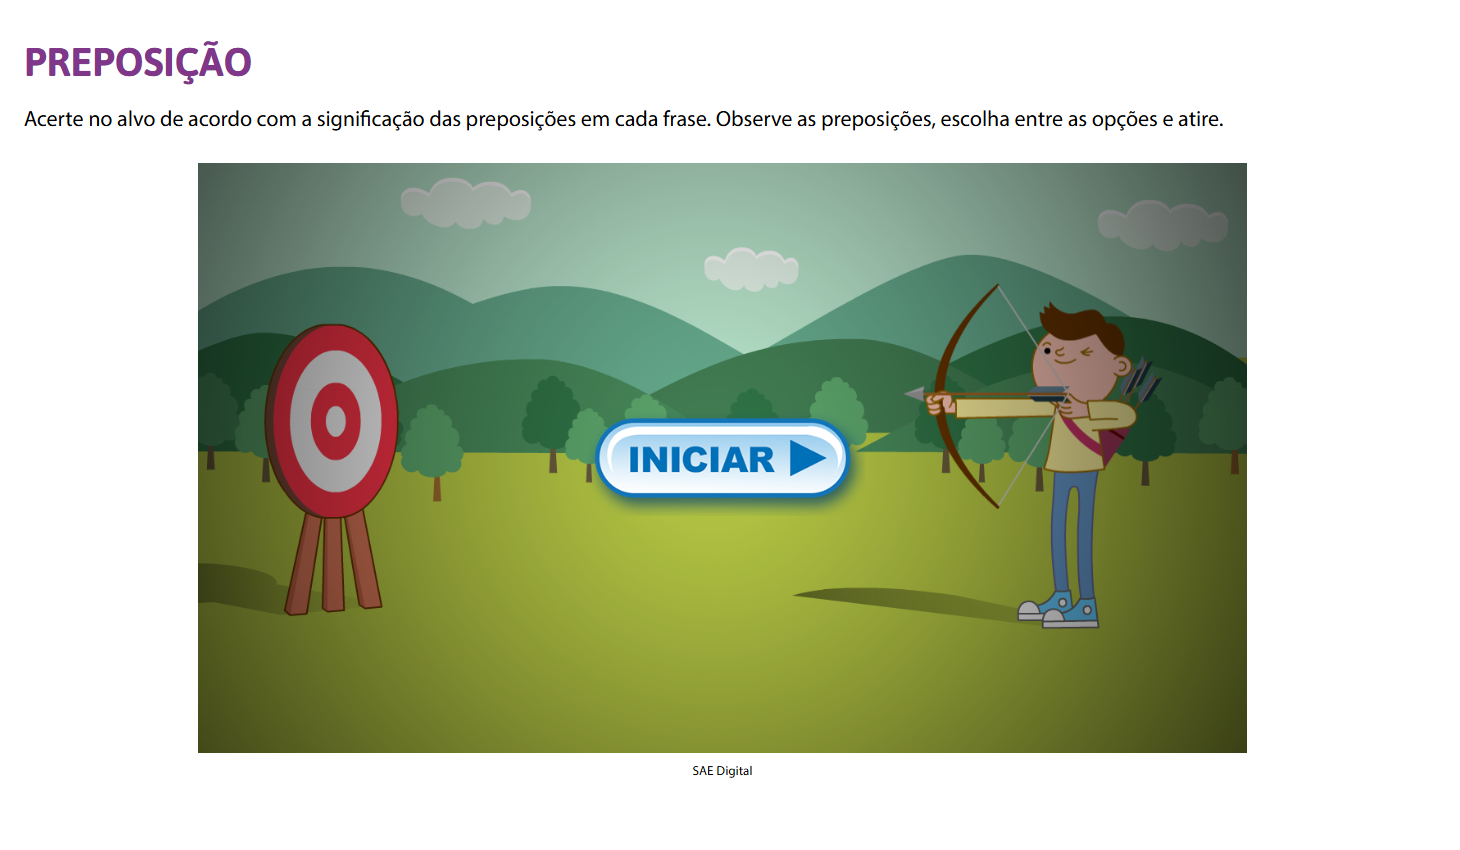 PREPOSIÇÃO
Acerte no alvo de acordo com a significação das preposições em cada frase. Observe as preposições, escolha entre as opções e atire.
INICIAR
SAE Digital